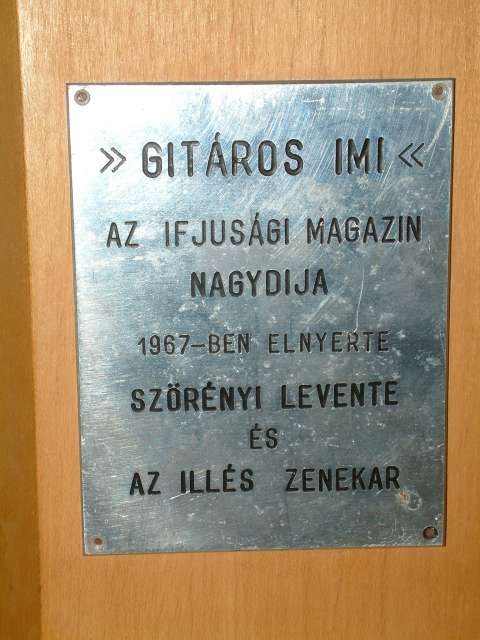 » GITÁROS IMI «
AZ IFJUSÁGI MAGAZIN
NAGYDIJA
1967-BEN ELNYERTE
SZÖRÉNYI LEVENTE
ÉS
AZ ILLÉS ZENEKAR